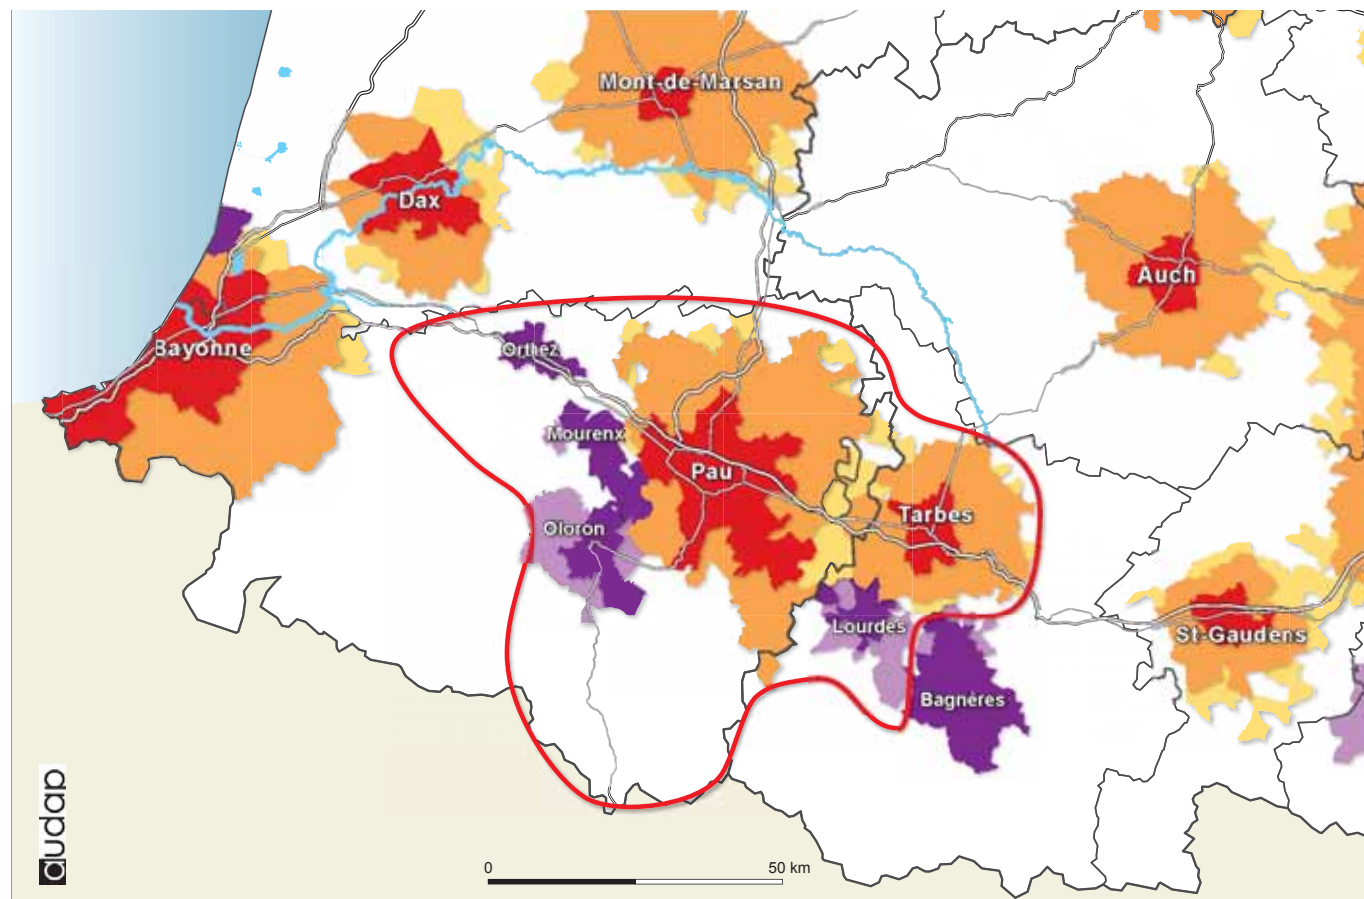 Mont-de-Marsan
Dax
Auch
Bayonne
Orthez
Mourenx
Pau
Oloron
Tarbes
Lourdes
St-Gaudens
Bagnères
audap
0 50 km